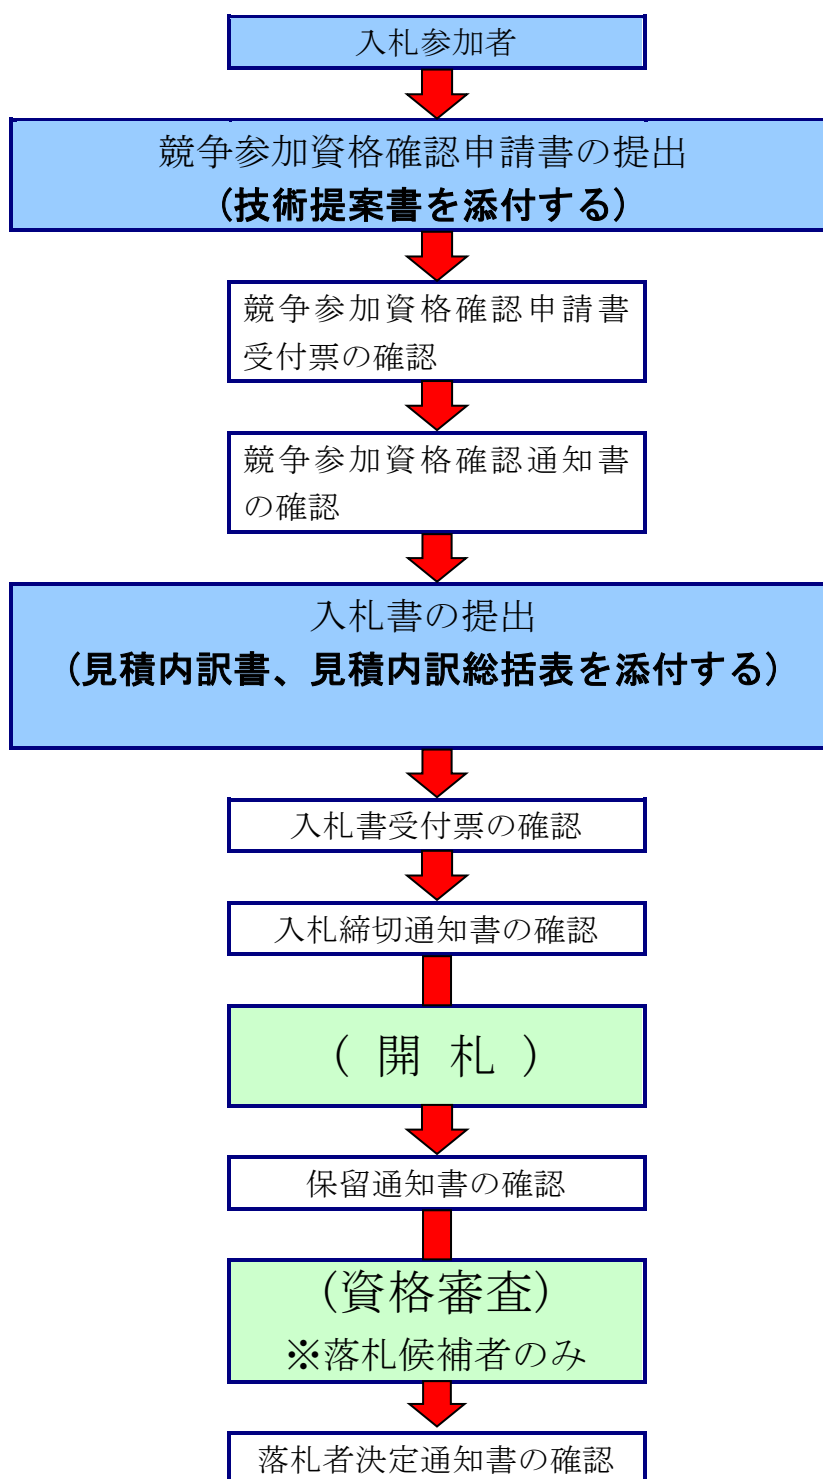 入札参加者
競争参加資格確認申請書の提出
(技術提案書を添付する)
競争参加資格確認申請書
受付票の確認
競争参加資格確認通知書
の確認
入札書の提出
(見積内訳書、見積内訳総括表を添付する)
入札書受付票の確認
入札締切通知書の確認
( 開 札 )
保留通知書の確認
(資格審査)
※落札候補者のみ
落札者決定通知書の確認